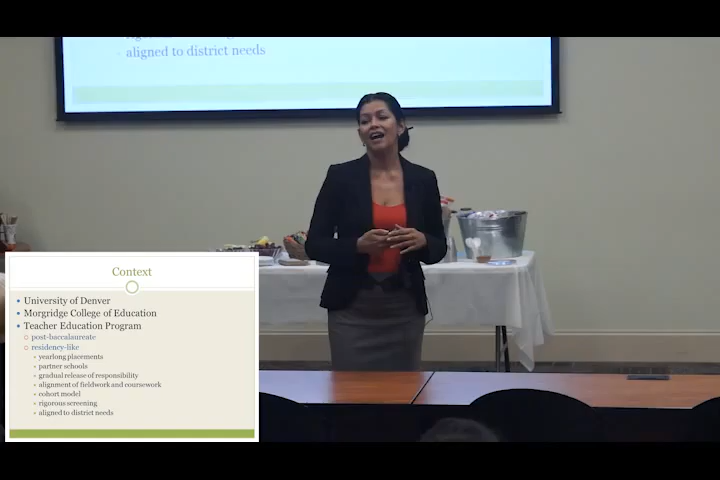 aligned to district needs
Context
University of Denver
Morgridge College of Education
Teacher Education Program
post-baccalaureate
residency-like
yearlong placements
partner schools
gradual release of responsibility
alignment of fieldwork and coursework
cohort model
rigorous screening
aligned to district needs